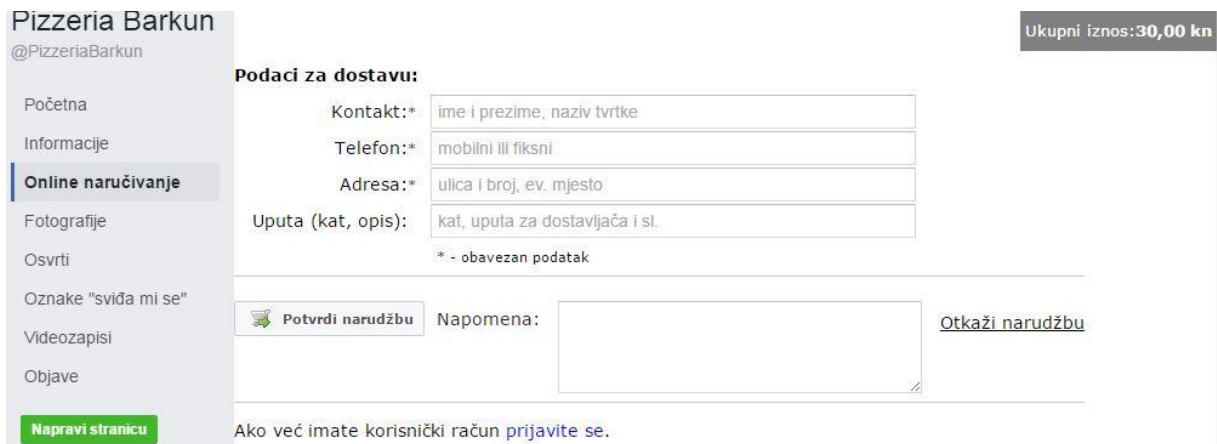 Pizzeria Barkun
@PizzeriaBarkun
Početna
Informacije
Online naručivanje
Fotografije
Osvrti
Oznake "sviđa mi se"
Videozapisi
Objave
Napravi stranicu
Ukupni iznos:30,00 kn
Podaci za dostavu:
Kontakt:* ime i prezime, naziv tvrtke
Telefon:* mobilni ili fiksni
Adresa:* ulica i broj, ev. mjesto
Uputa (kat, opis): kat, uputa za dostavljača i sl.
* - obavezan podatak
Potvrdi narudžbu Napomena: Otkaži narudžbu
Ako već imate korisnički račun prijavite se.